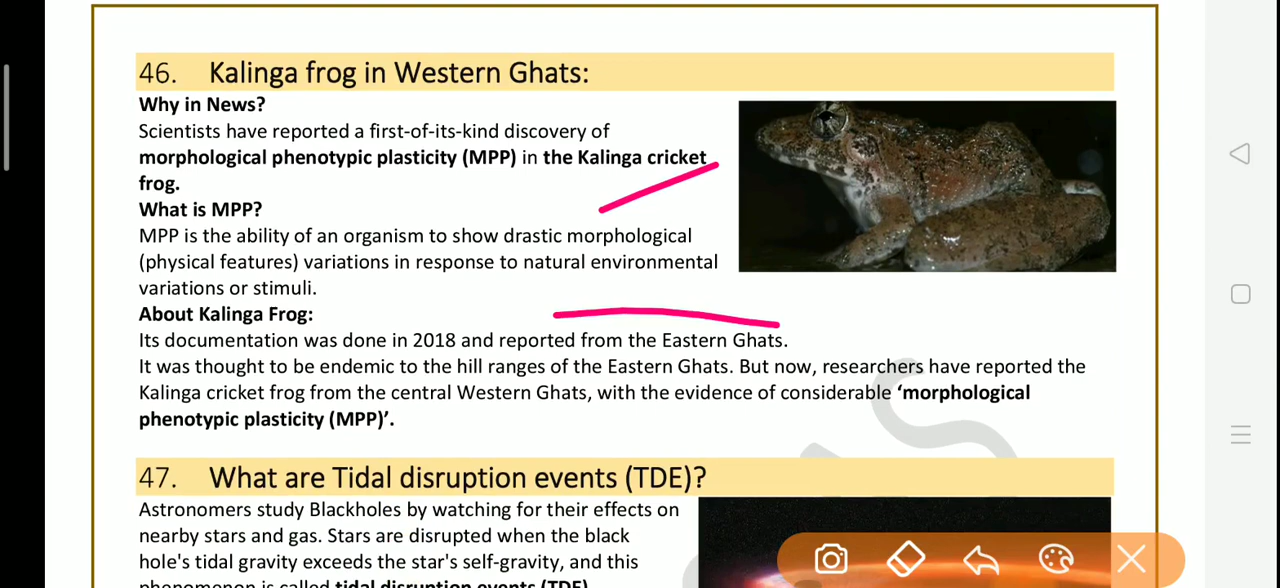 46. Kalinga frog in Western Ghats:
Why in News?
Scientists have reported a first-of-its-kind discovery of
morphological phenotypic plasticity (MPP) in the Kalinga cricket
frog.
What is MPP?
MPP is the ability of an organism to show drastic morphological
(physical features) variations in response to natural environmental
variations or stimuli.
About Kalinga Frog:
Its documentation was done in 2018 and reported from the Eastern Ghats.
It was thought to be endemic to the hill ranges of the Eastern Ghats. But now, researchers have reported the
Kalinga cricket frog from the central Western Ghats, with the evidence of considerable ‘morphological
phenotypic plasticity (MPP)’.
47. What are Tidal disruption events (TDE)?
Astronomers study Blackholes by watching for their effects on
nearby stars and gas. Stars are disrupted when the black
hole's tidal gravity exceeds the star's self-gravity, and this
phenomenon is called tidal disruption events (TDE)